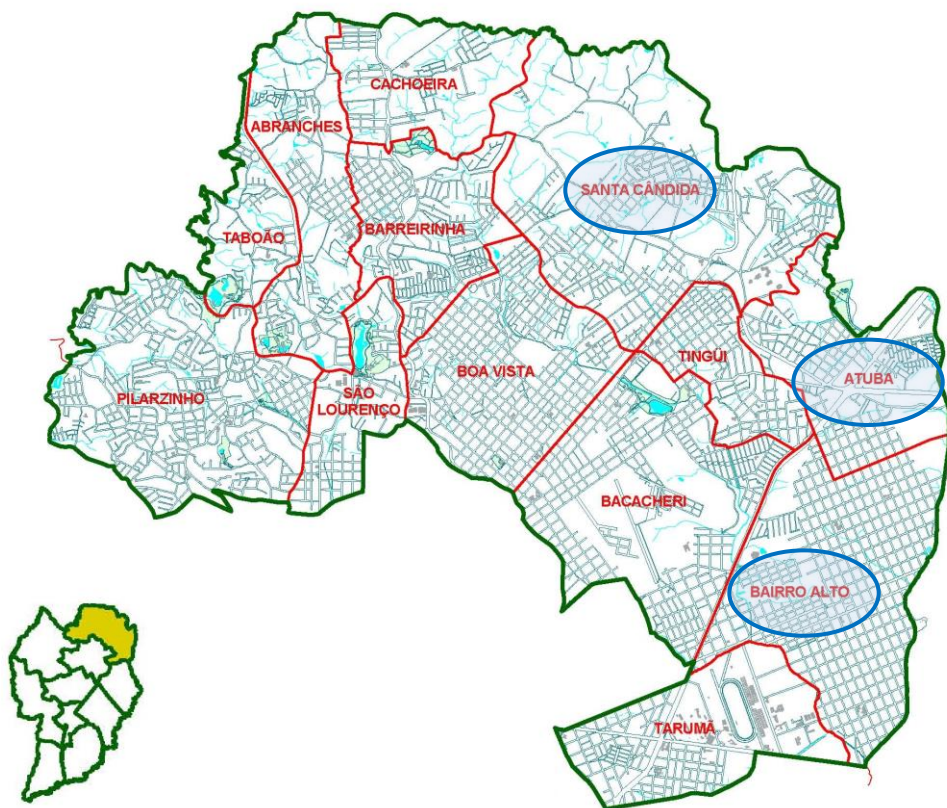 CACHOEIRA
ABRANCHES
SANTA CÂNDIDA
TABOÃO
BARREIRINHA
TINGÜI
BOA VISTA
ATUBA
PILARZINHO
SÃO
LOURENÇO
BACACHERI
BAIRRO ALTO
TARUMÃ